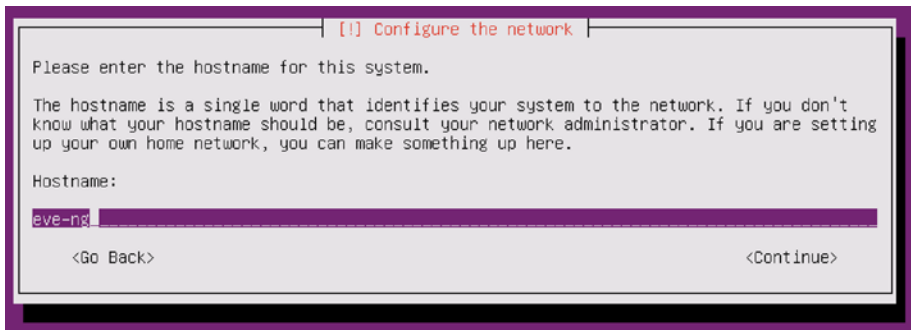 [!] Configure the network
Please enter the hostname for this system.
The hostname is a single word that identifies your system to the network. If you don't
know what your hostname should be, consult your network administrator. If you are setting
up your own home network, you can make something up here.
Hostname:
eve-ng
<Go Back> <Continue>